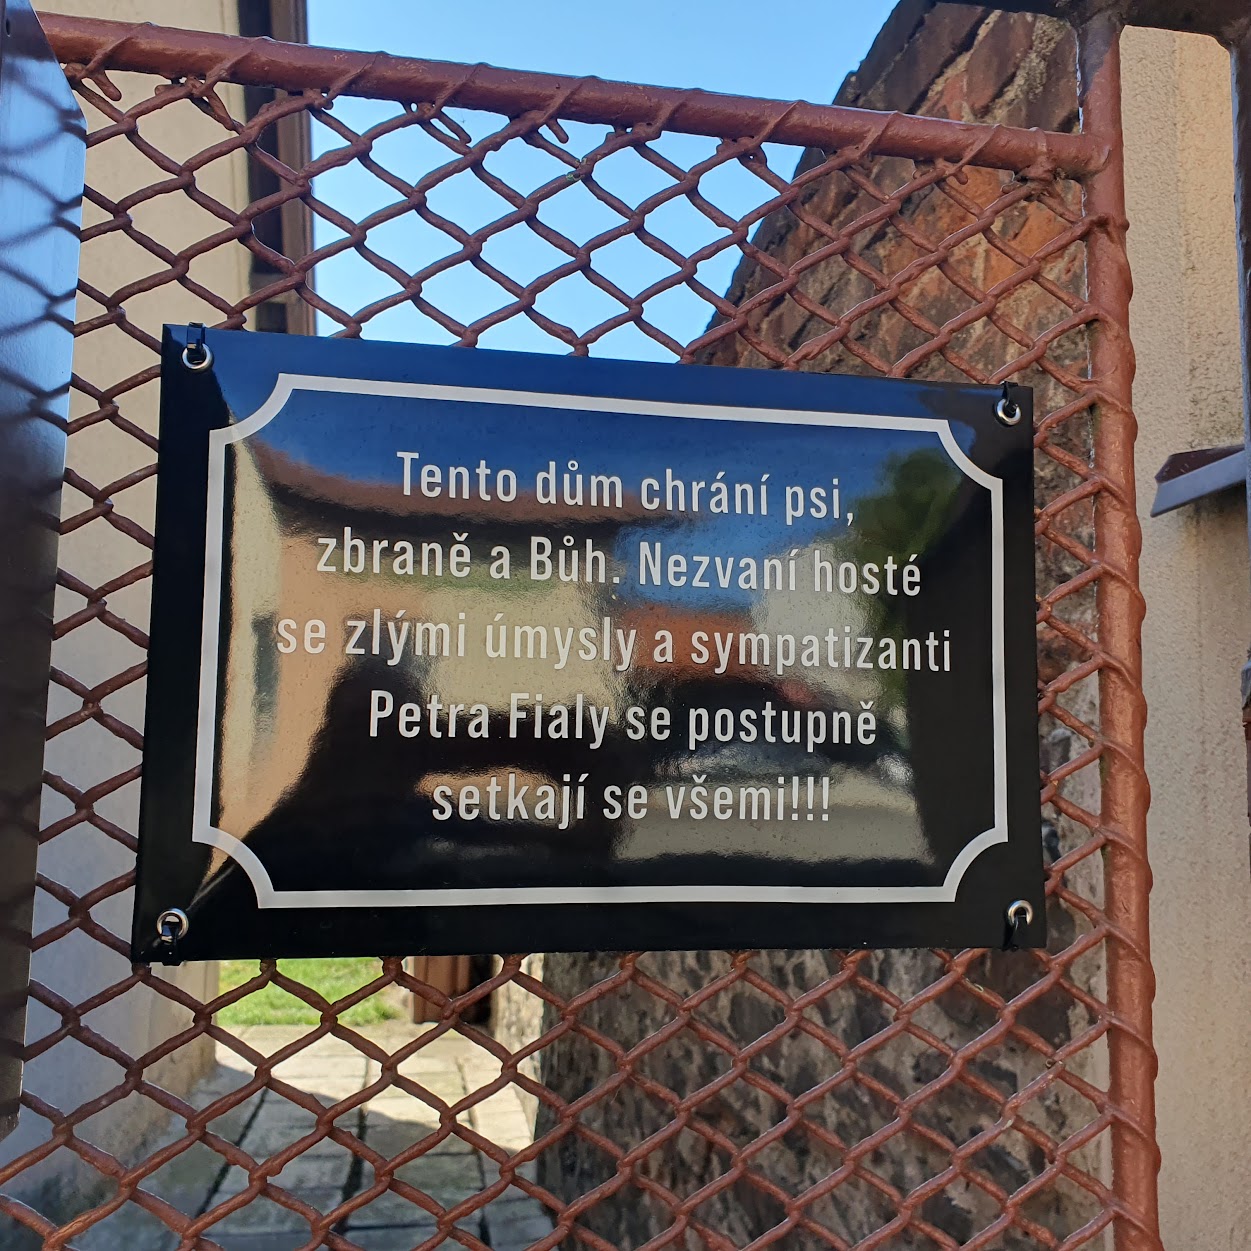 Tento dům chrání psi,
zbraně a Bůh. Nezvaní hosté
se zlými úmysly a sympatizanti
Petra Fialy se postupně
setkají se všemi!!!